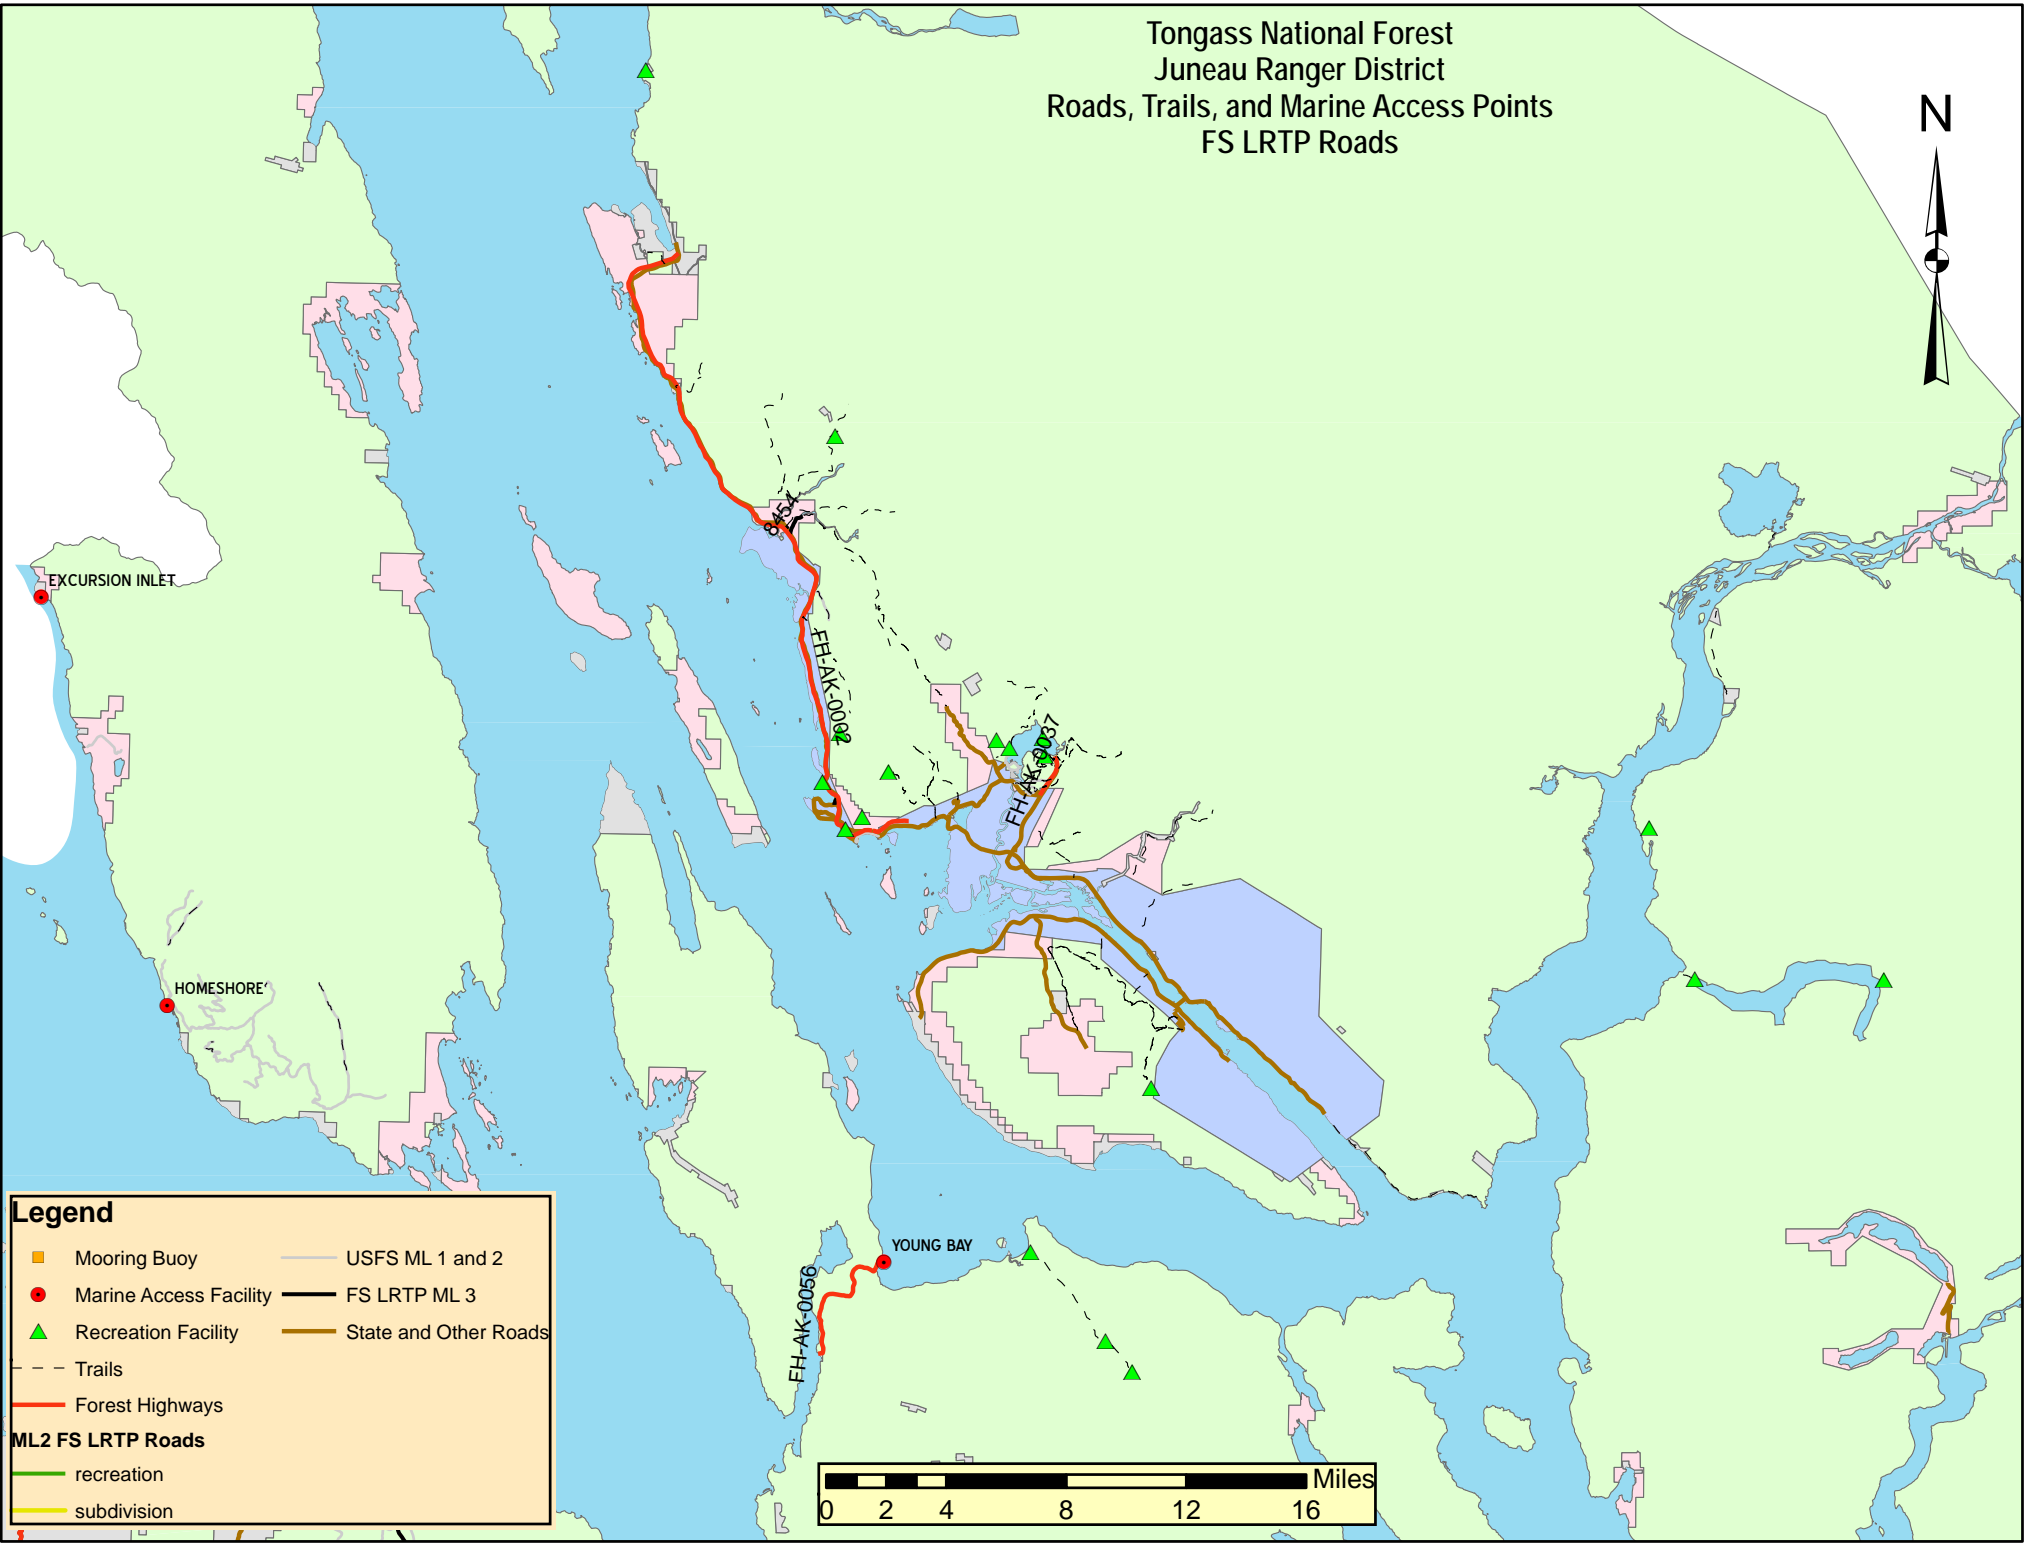 Tongass National Forest
Juneau Ranger District
Roads, Trails, and Marine Access Points
FS LRTP Roads
N
8454
EXCURSION INLET
FH-AK-0002
FH-AK-0037
HOMESHORE
YOUNG BAY
FH-AK-0056
Legend
Mooring Buoy
USFS ML 1 and 2
Marine Access Facility
FS LRTP ML 3
Recreation Facility
State and Other Roads
Trails
Forest Highways
ML2 FS LRTP Roads
recreation
subdivision
Miles
0 2 4 8 12 16